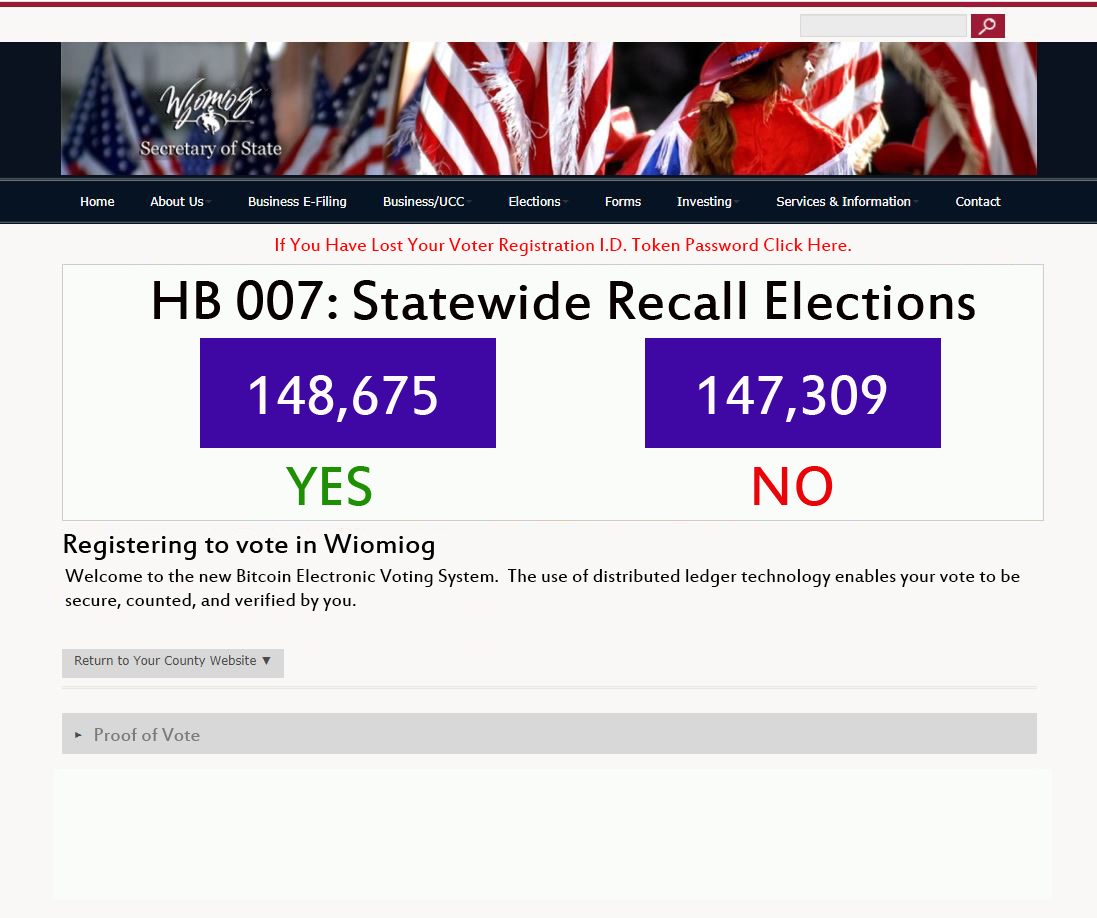 Wiomiog
Secretary of State
Home About Us Business E-Filing Business/UCC Elections Forms Investing Services & Information Contact
If You Have Lost Your Voter Registration I.D. Token Password Click Here.
HB 007: Statewide Recall Elections
148,675 147,309
YES NO
Registering to vote in Wiomiog
Welcome to the new Bitcoin Electronic Voting System. The use of distributed ledger technology enables your vote to be
secure, counted, and verified by you.
Return to Your County Website ▼
▸ Proof of Vote